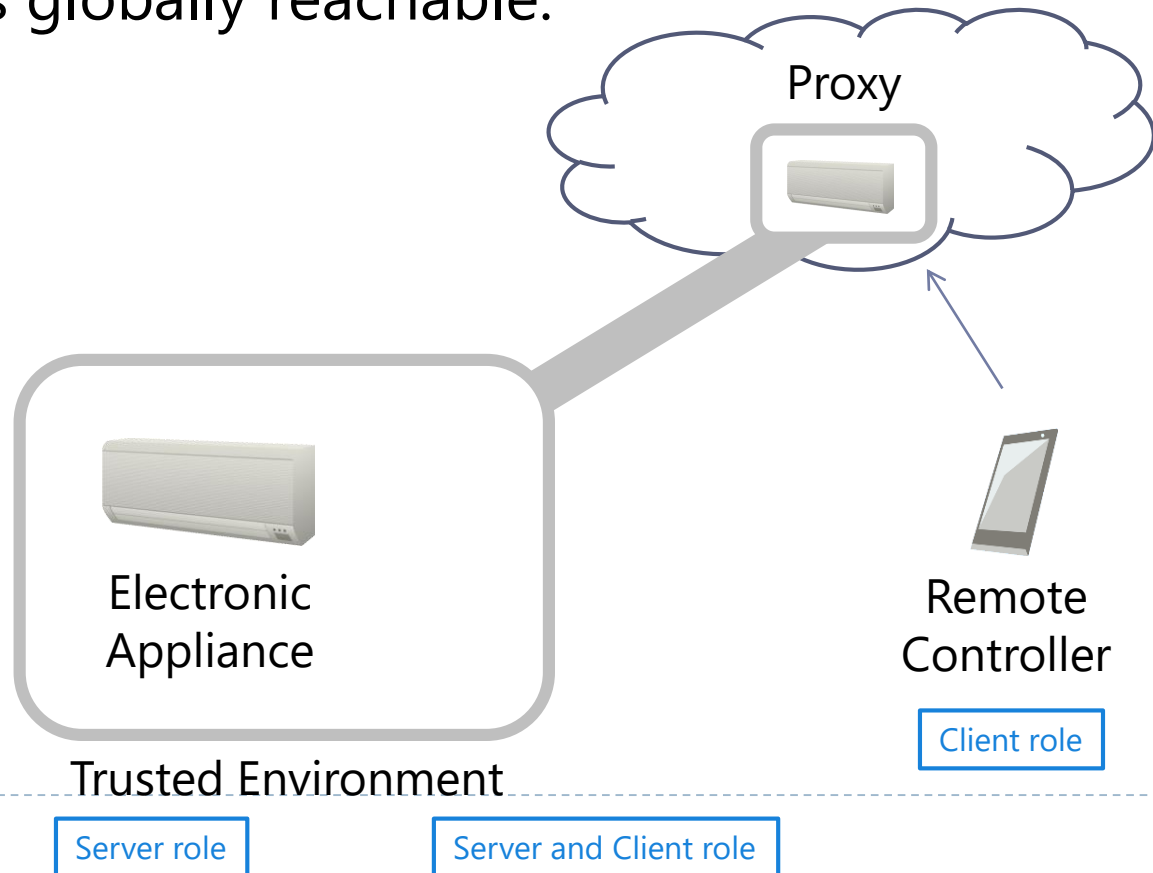 globally reachable.
Proxy
Electronic
Appliance
Remote
Controller
Client role
Trusted Environment
Server role
Server and Client role